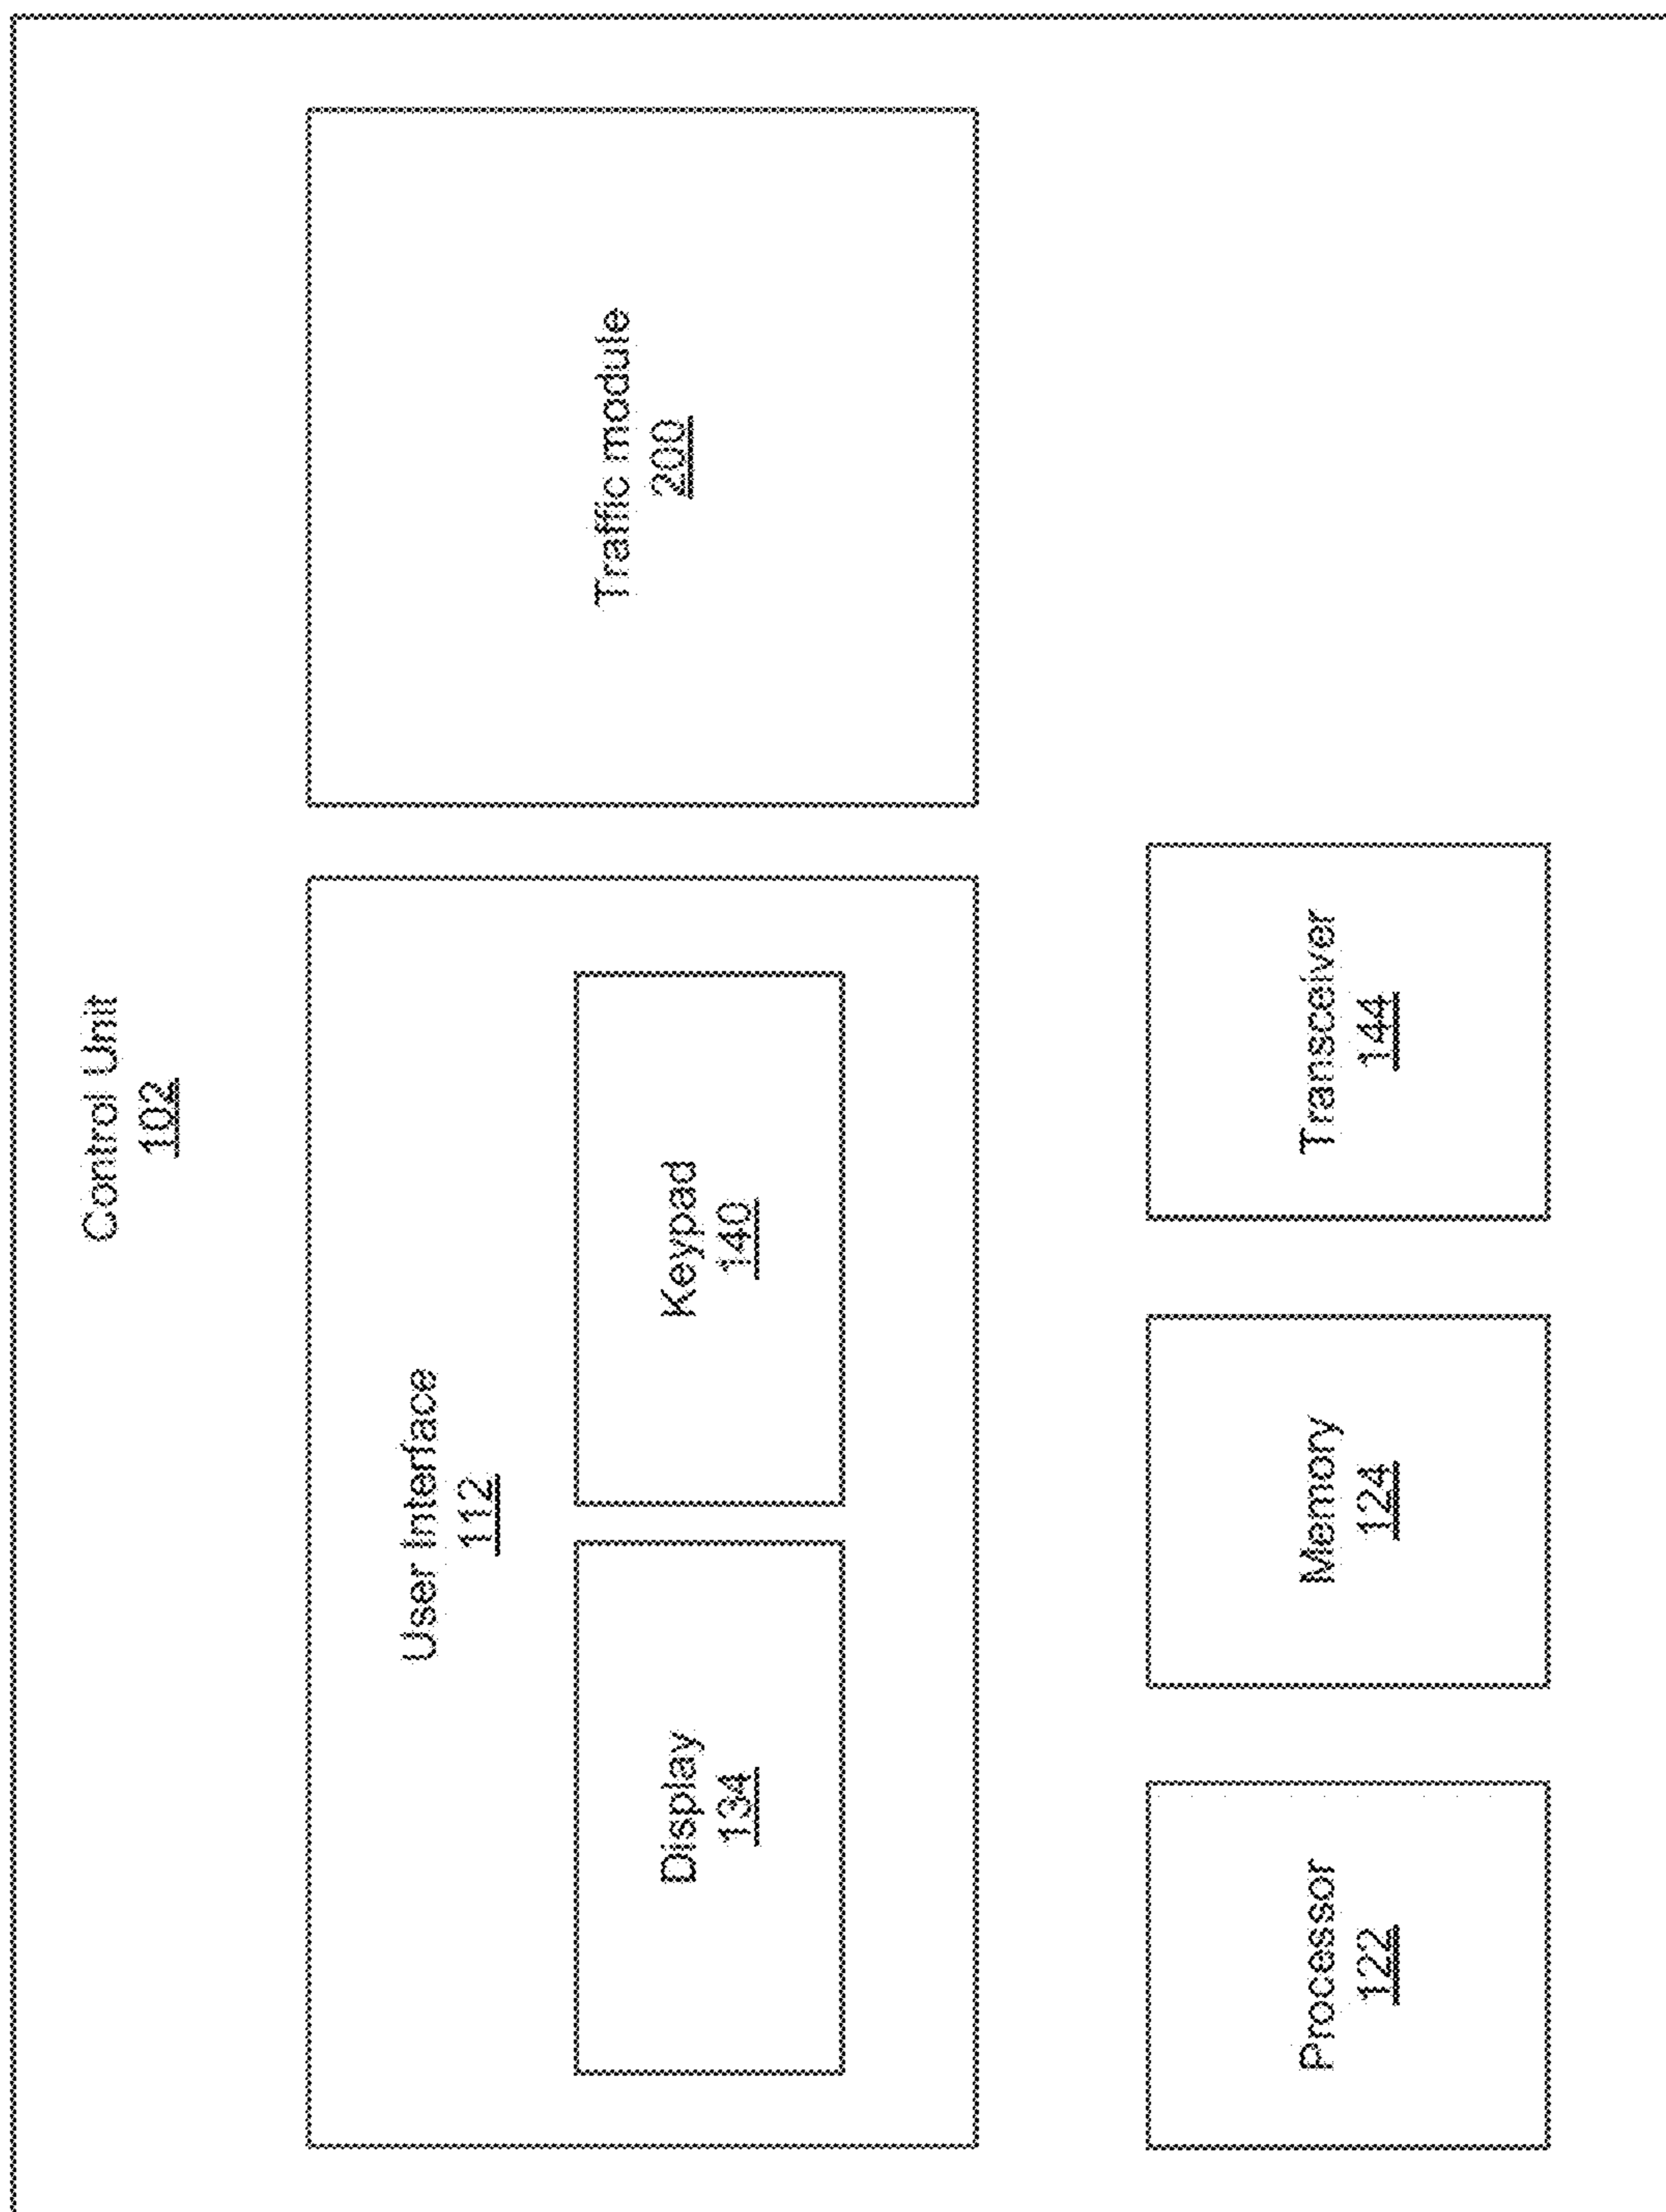 Control Unit
102
User Interface
112
Display
134
Keypad
140
Traffic module
200
Processor
122
Memory
124
Transceiver
144